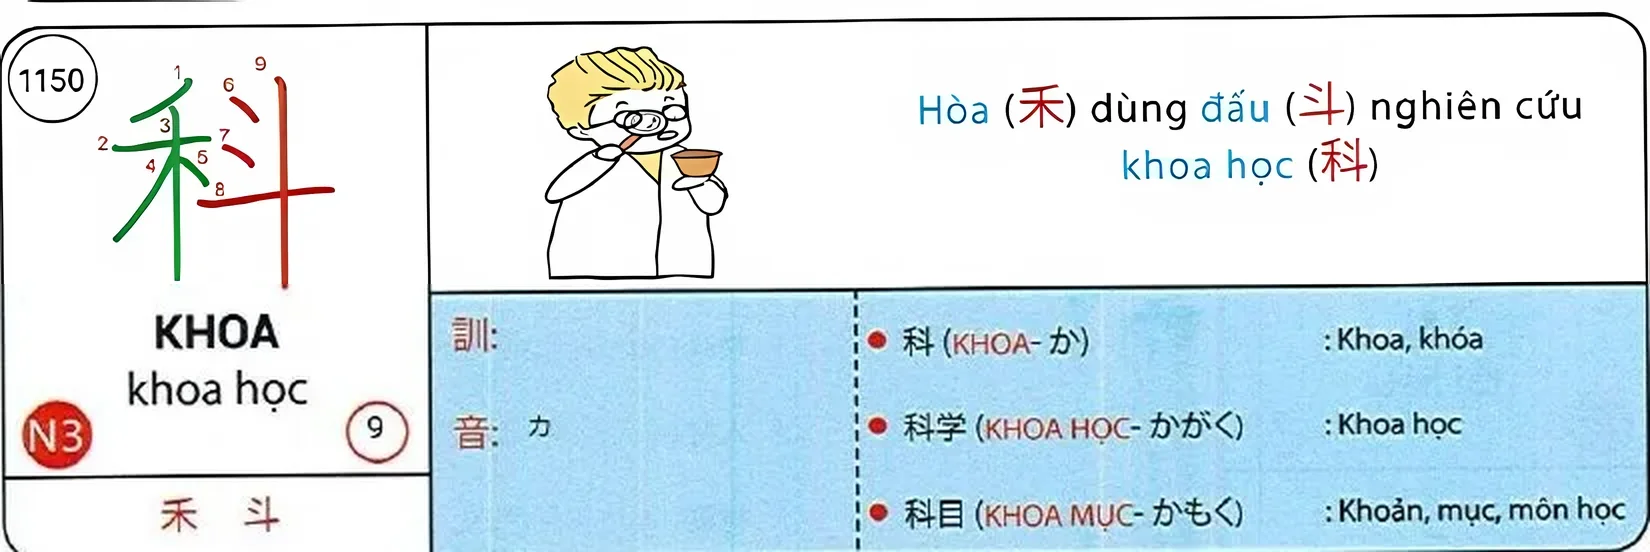 1150
1
2
3
4
5
6
7
8
9
科
KHOA
khoa học
N3
9
禾 斗
Hòa (禾) dùng đấu (斗) nghiên cứu
khoa học (科)
訓:
音: カ
● 科 (KHOA- か) : Khoa, khóa
● 科学 (KHOA HỌC- かがく) : Khoa học
● 科目 (KHOA MỤC- かもく) : Khoản, mục, môn học